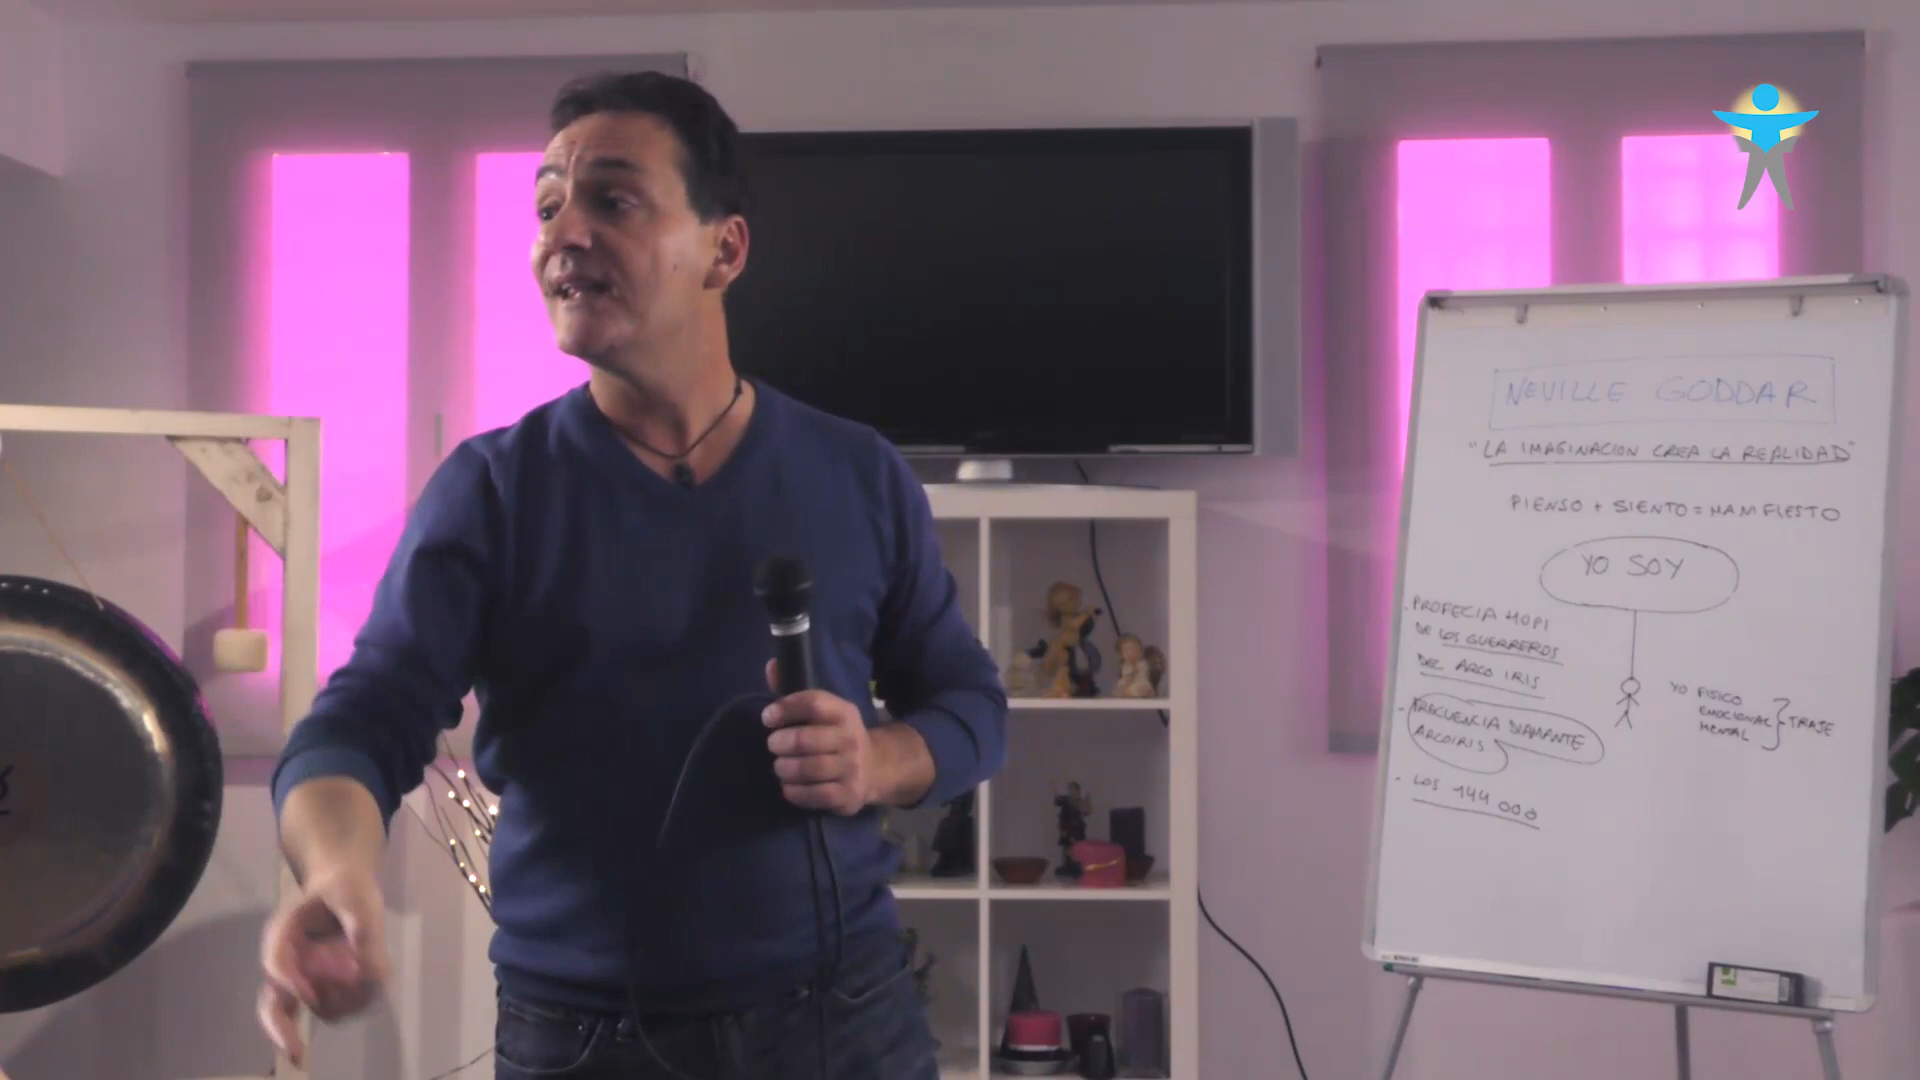 NEVILLE GODDAR
"LA IMAGINACION CREA LA REALIDAD"
PIENSO + SIENTO = MANIFIESTO
YO SOY
. PROFECIA HOPI
DE LOS GUERREROS
DEL ARCO IRIS
- FRECUENCIA DIAMANTE
ARCOIRIS
- LOS 144 000
YO FISICO
EMOCIONAL
MENTAL
} TRAJE